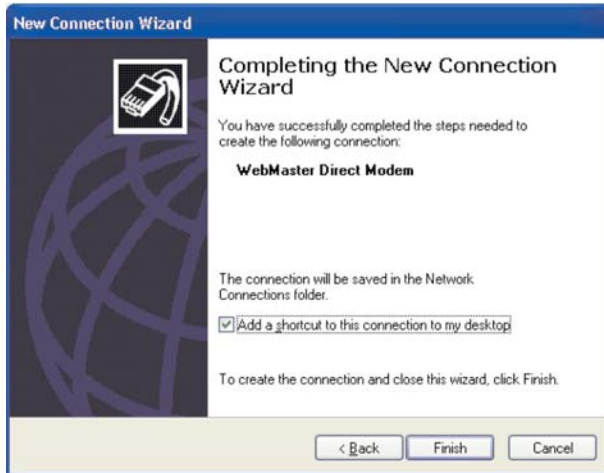 New Connection Wizard
Completing the New Connection
Wizard
You have successfully completed the steps needed to
create the following connection:
WebMaster Direct Modem
The connection will be saved in the Network
Connections folder.
Add a shortcut to this connection to my desktop
To create the connection and close this wizard, click Finish.
< Back
Finish
Cancel